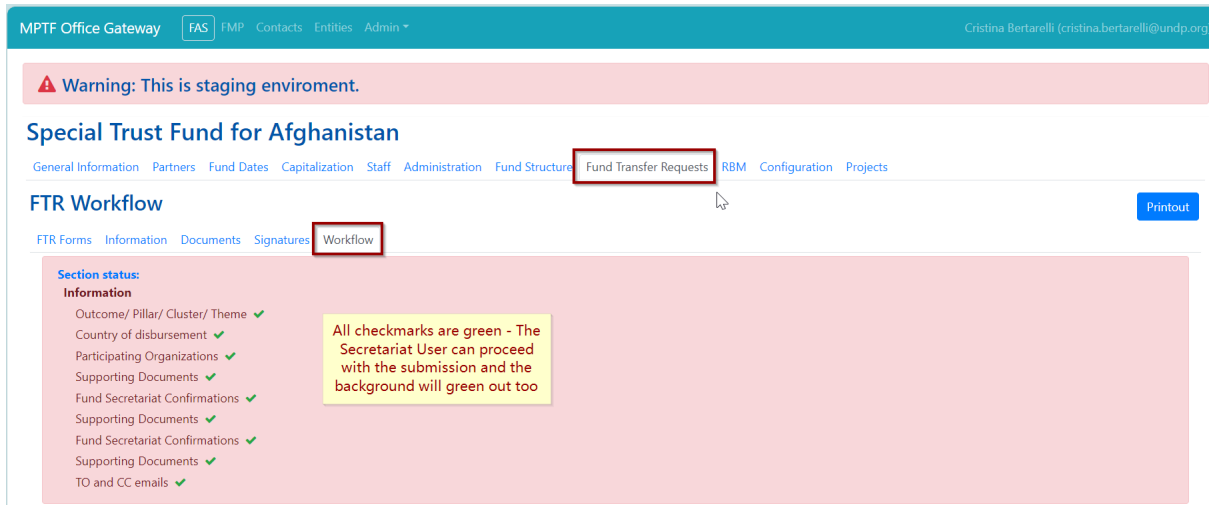 MPTF Office Gateway FAS FMP Contacts Entities Admin Cristina Bertarelli (cristina.bertarelli@undp.org
Warning: This is staging enviroment.
Special Trust Fund for Afghanistan
General Information Partners Fund Dates Capitalization Staff Administration Fund Structure Fund Transfer Requests RBM Configuration Projects
FTR Workflow
Printout
FTR Forms Information Documents Signatures Workflow
Section status:
Information
Outcome/ Pillar/ Cluster/ Theme
Country of disbursement
Participating Organizations
Supporting Documents
Fund Secretariat Confirmations
Supporting Documents
Fund Secretariat Confirmations
Supporting Documents
TO and CC emails
All checkmarks are green - The
Secretariat User can proceed
with the submission and the
background will green out too